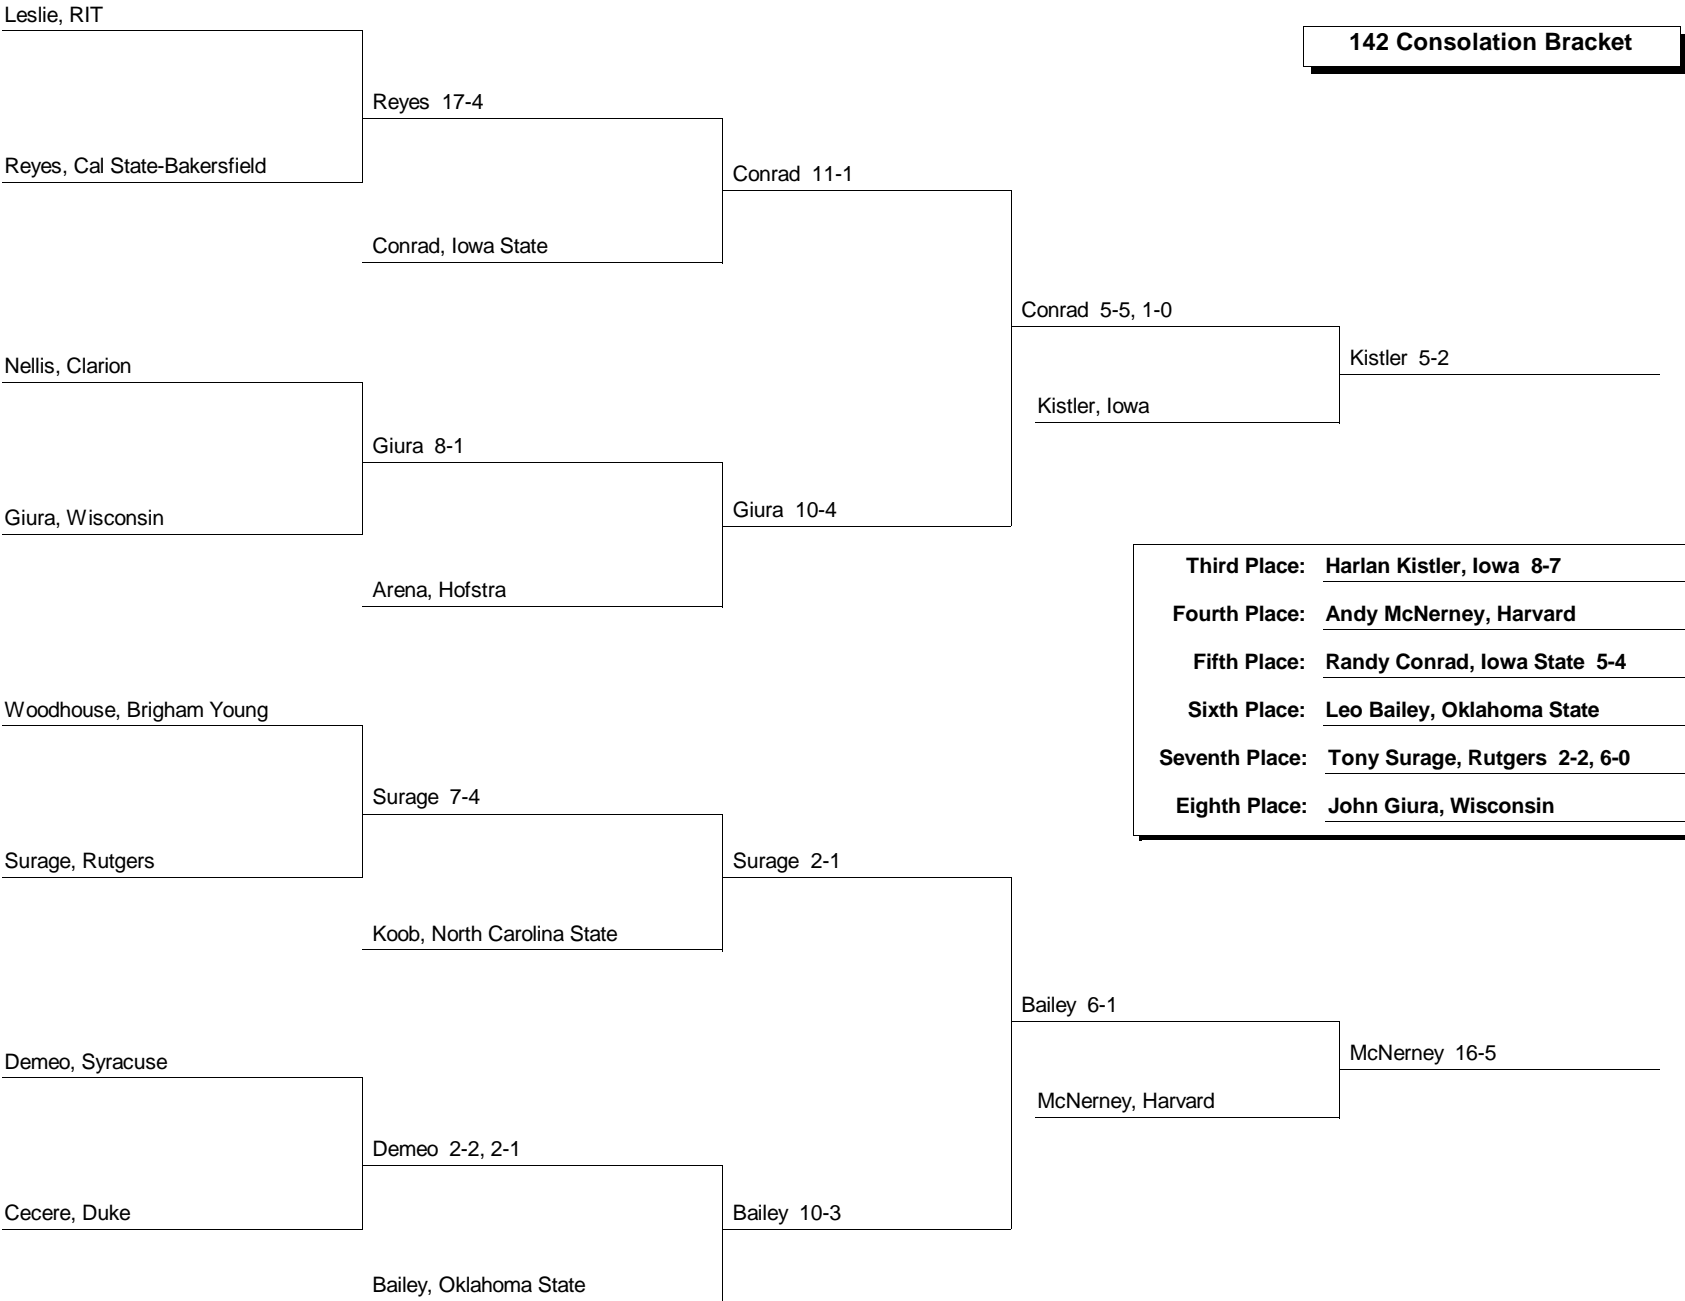 Leslie, RIT
142 Consolation Bracket
Reyes 17-4
Reyes, Cal State-Bakersfield
Conrad 11-1
Conrad, Iowa State
Conrad 5-5, 1-0
Nellis, Clarion
Kistler 5-2
Kistler, Iowa
Giura 8-1
Giura, Wisconsin
Giura 10-4
Arena, Hofstra
Third Place: Harlan Kistler, Iowa 8-7
Fourth Place: Andy McNerney, Harvard
Fifth Place: Randy Conrad, Iowa State 5-4
Sixth Place: Leo Bailey, Oklahoma State
Seventh Place: Tony Surage, Rutgers 2-2, 6-0
Eighth Place: John Giura, Wisconsin
Woodhouse, Brigham Young
Surage 7-4
Surage, Rutgers
Surage 2-1
Koob, North Carolina State
Bailey 6-1
Demeo, Syracuse
McNerney 16-5
McNerney, Harvard
Demeo 2-2, 2-1
Cecere, Duke
Bailey 10-3
Bailey, Oklahoma State